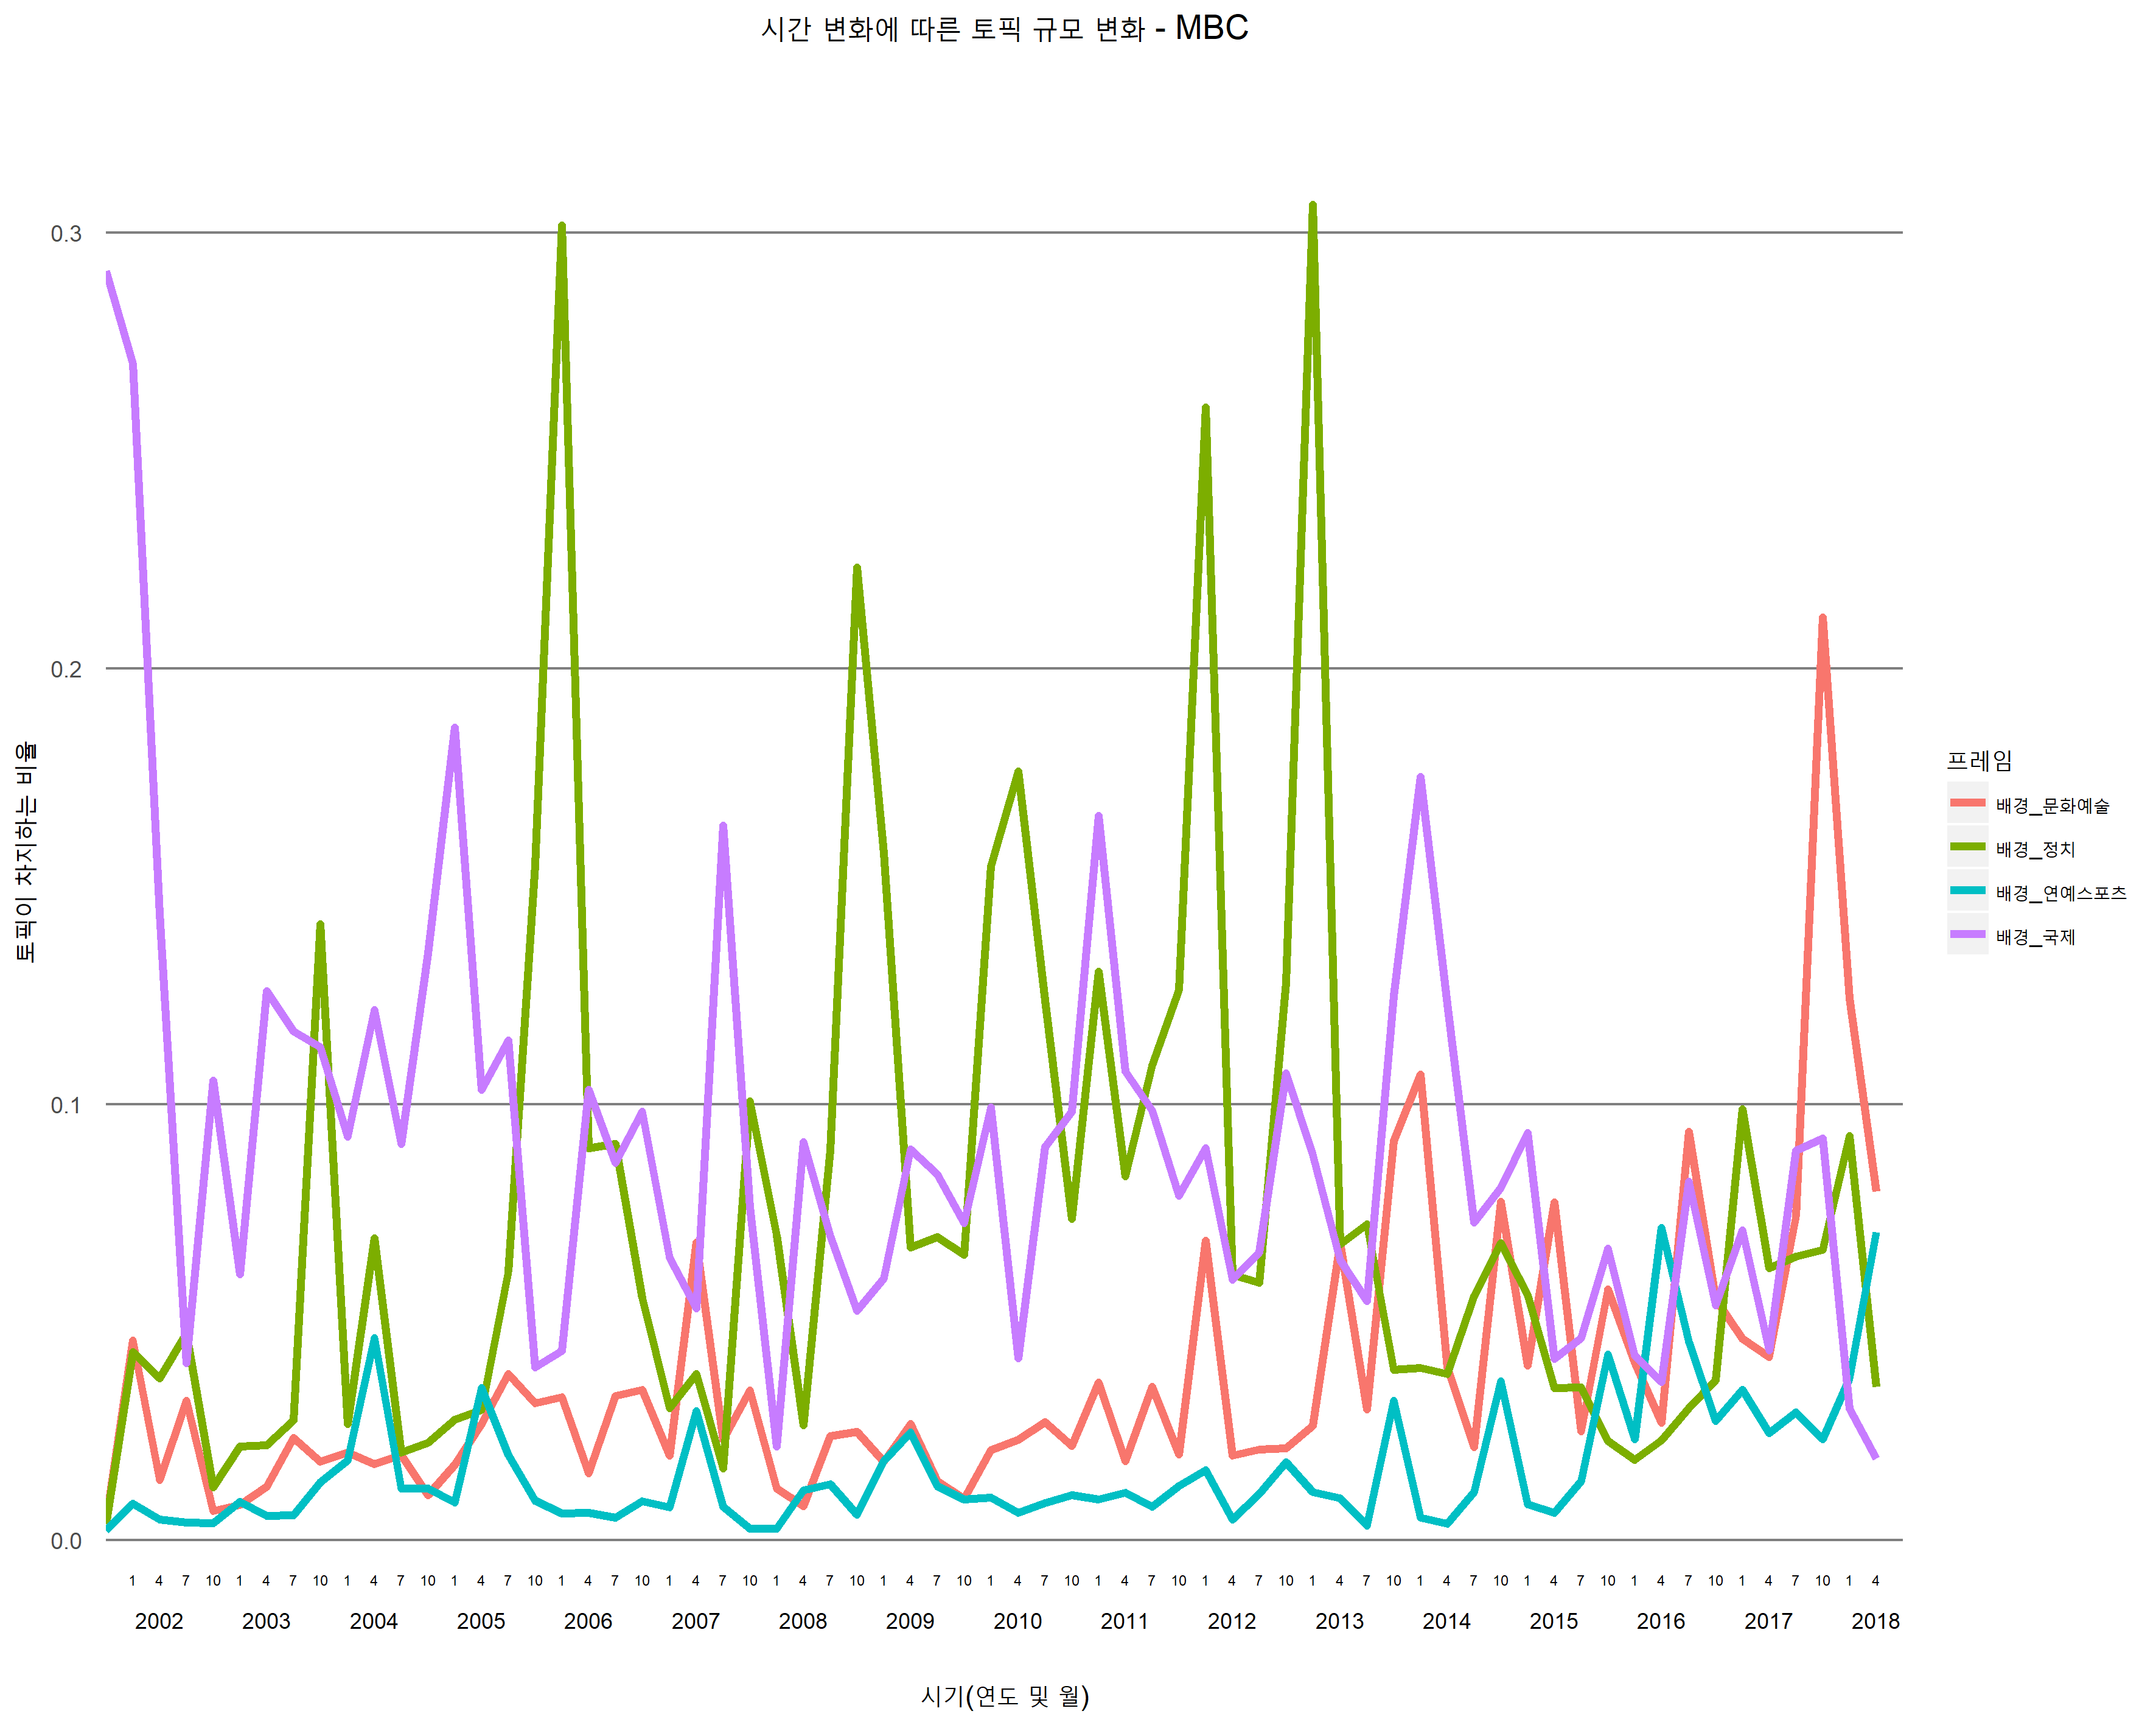 시간 변화에 따른 토픽 규모 변화 - MBC
토픽이 차지하는 비율
0.3
0.2
0.1
0.0
프레임
배경_문화예술
배경_정치
배경_연예스포츠
배경_국제
1 4 7 10 1 4 7 10 1 4 7 10 1 4 7 10 1 4 7 10 1 4 7 10 1 4 7 10 1 4 7 10 1 4 7 10 1 4 7 10 1 4 7 10 1 4 7 10 1 4 7 10 1 4 7 10 1 4 7 10 1 4 7 10 1 4
2002 2003 2004 2005 2006 2007 2008 2009 2010 2011 2012 2013 2014 2015 2016 2017 2018
시기(연도 및 월)